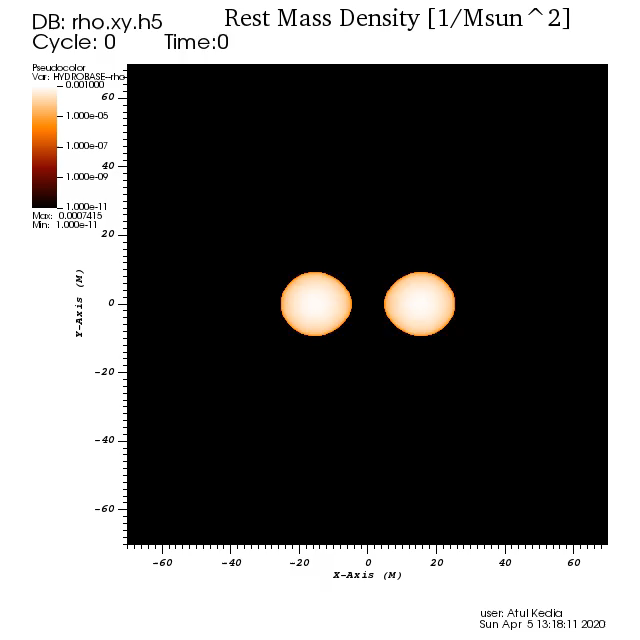 DB: rho.xy.h5
Rest Mass Density [1/Msun^2]
Cycle: 0 Time:0
Pseudocolor
Var: HYDROBASE--rho
0.001000
1.000e-05
1.000e-07
1.000e-09
1.000e-11
Max: 0.0007415
Min: 1.000e-11
60
40
20
0
-20
-40
-60
Y-Axis (M)
-60 -40 -20 0 20 40 60
X-Axis (M)
user: Atul Kedia
Sun Apr 5 13:18:11 2020